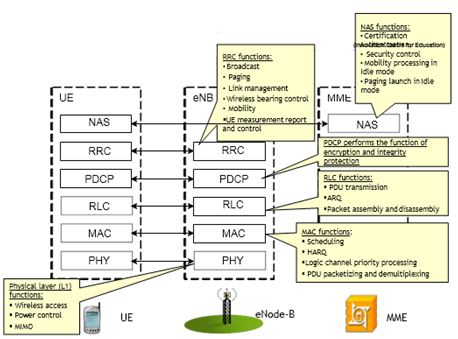 NAS functions:
• Certification
(Information Center for Education)
• Security control
• Mobility processing in
Idle mode
• Paging launch in Idle
mode
RRC functions:
• Broadcast
• Paging
• Link management
• Wireless bearing control
• Mobility
• UE measurement report
and control
UE
eNB
MME
NAS
NAS
RRC
RRC
PDCP performs the function of
encryption and integrity
protection
PDCP
PDCP
RLC functions:
• PDU transmission
• ARQ
• Packet assembly and disassembly
RLC
RLC
MAC functions:
• Scheduling
• HARQ
• Logic channel priority processing
• PDU packetizing and demultiplexing
MAC
MAC
PHY
PHY
Physical layer (L1)
functions:
• Wireless access
• Power control
• MIMO
UE
eNode-B
MME